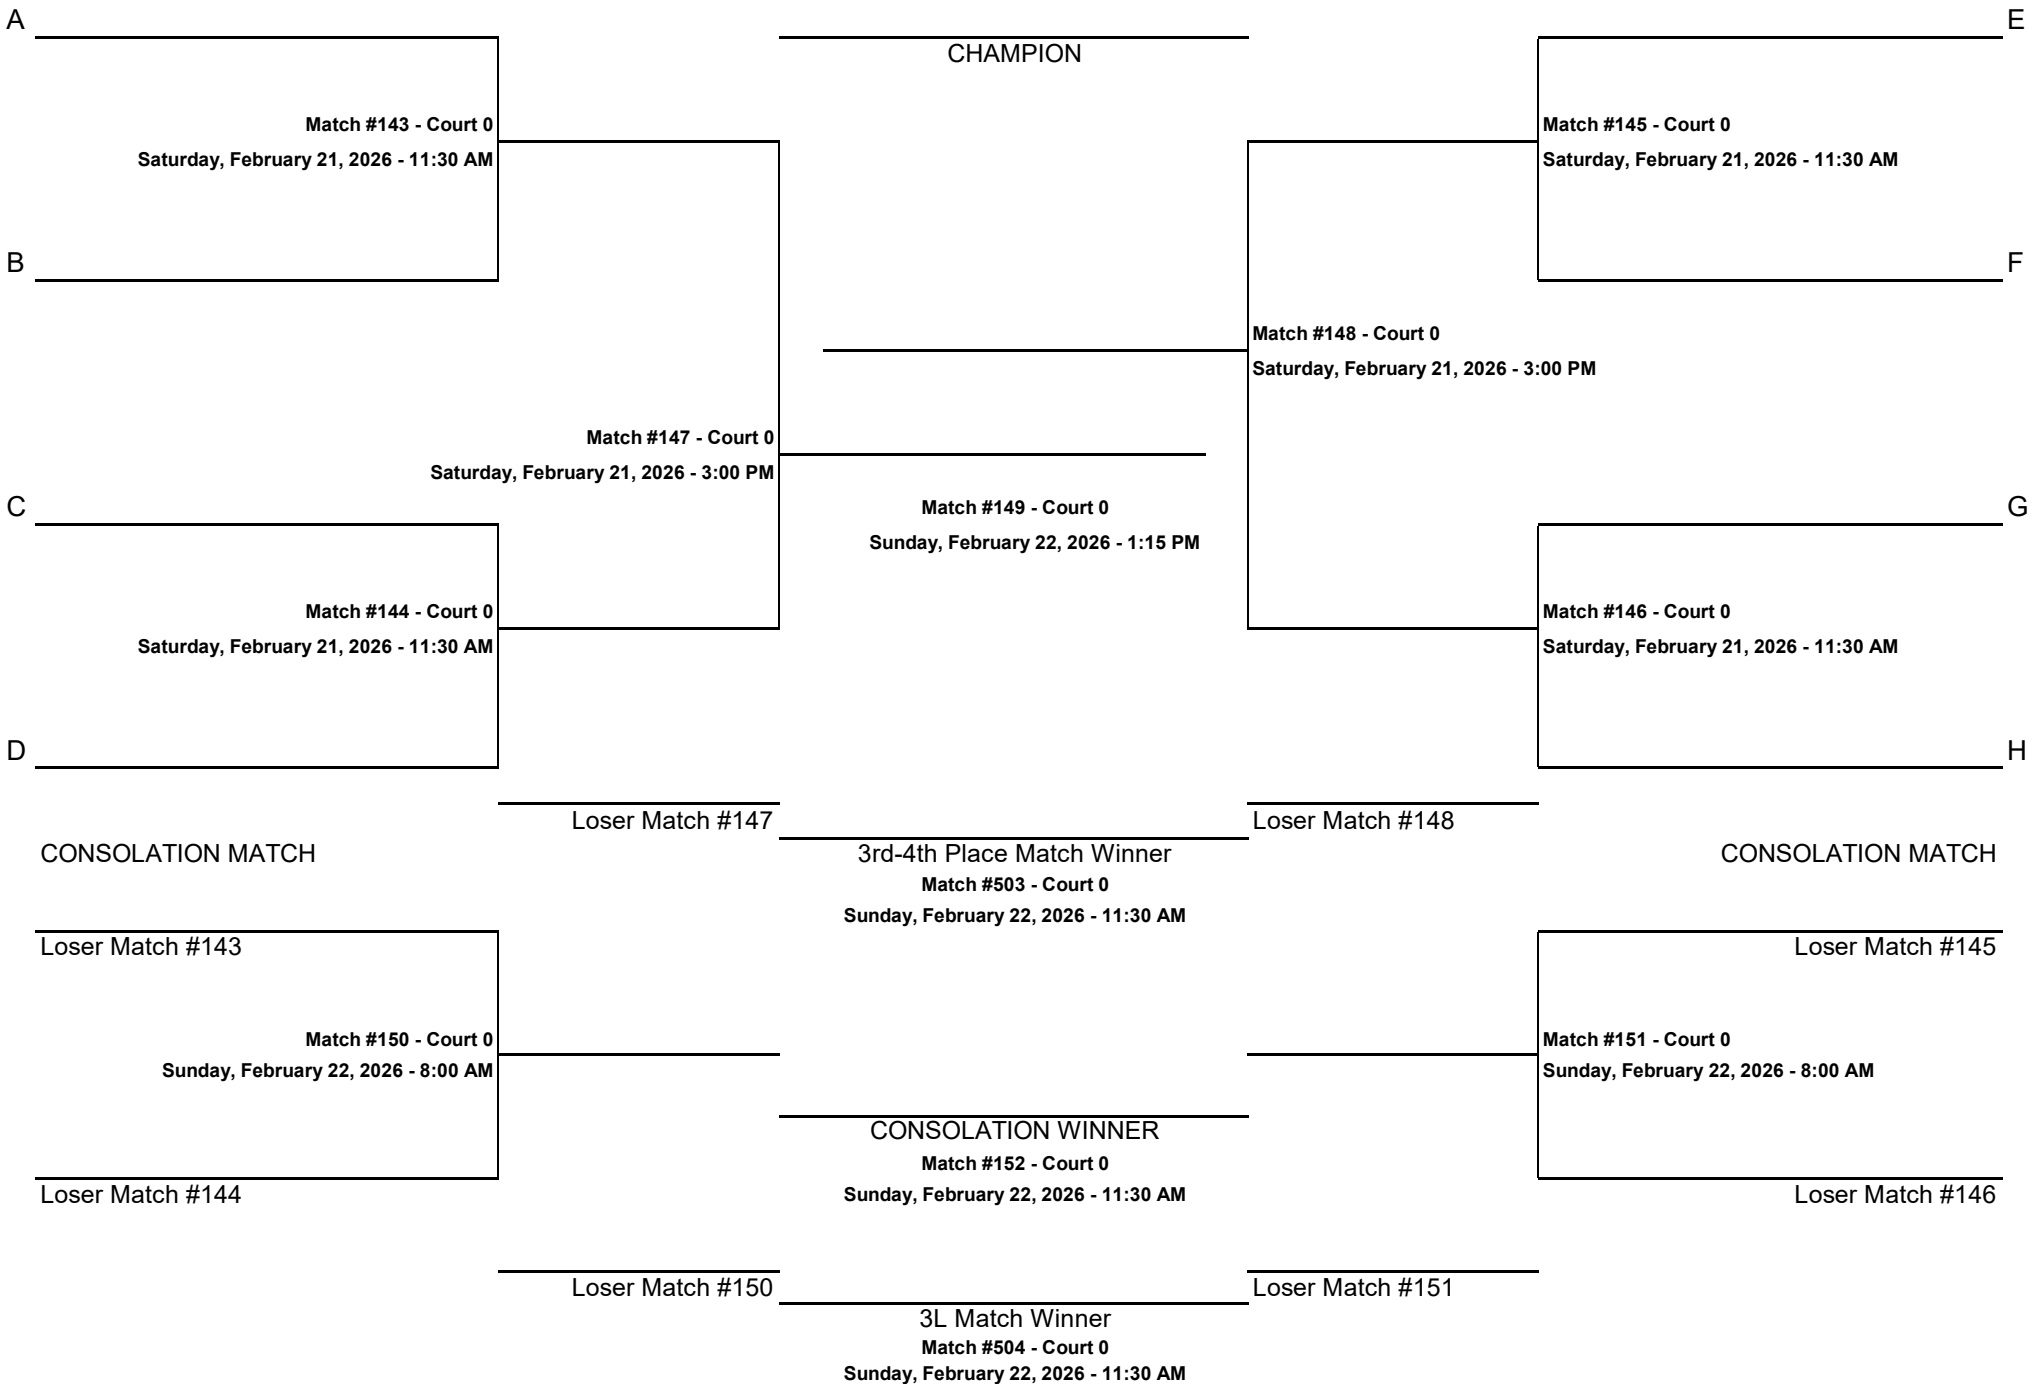 A
E
CHAMPION
Match #143 - Court 0
Match #145 - Court 0
Saturday, February 21, 2026 - 11:30 AM
Saturday, February 21, 2026 - 11:30 AM
B
F
Match #148 - Court 0
Saturday, February 21, 2026 - 3:00 PM
Match #147 - Court 0
Saturday, February 21, 2026 - 3:00 PM
C
G
Match #149 - Court 0
Sunday, February 22, 2026 - 1:15 PM
Match #144 - Court 0
Match #146 - Court 0
Saturday, February 21, 2026 - 11:30 AM
Saturday, February 21, 2026 - 11:30 AM
D
H
Loser Match #147
Loser Match #148
CONSOLATION MATCH
3rd-4th Place Match Winner
CONSOLATION MATCH
Match #503 - Court 0
Sunday, February 22, 2026 - 11:30 AM
Loser Match #143
Loser Match #145
Match #150 - Court 0
Match #151 - Court 0
Sunday, February 22, 2026 - 8:00 AM
Sunday, February 22, 2026 - 8:00 AM
CONSOLATION WINNER
Match #152 - Court 0
Sunday, February 22, 2026 - 11:30 AM
Loser Match #144
Loser Match #146
Loser Match #150
Loser Match #151
3L Match Winner
Match #504 - Court 0
Sunday, February 22, 2026 - 11:30 AM